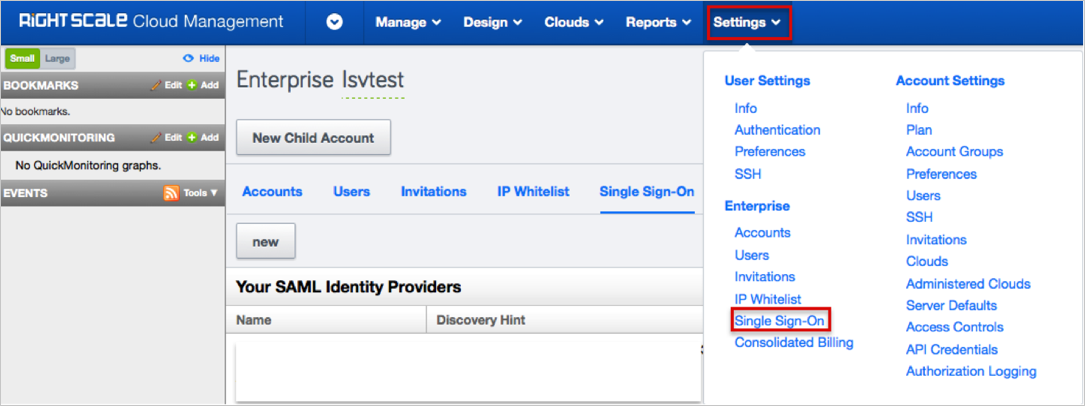 RIGHTSCALE Cloud Management Manage Design Clouds Reports Settings
Small Large Hide
BOOKMARKS Edit Add
No bookmarks.
QUICKMONITORING Edit Add
No QuickMonitoring graphs.
EVENTS Tools
Enterprise lsvtest
New Child Account
Accounts Users Invitations IP Whitelist Single Sign-On
new
Your SAML Identity Providers
Name Discovery Hint
User Settings
Info
Authentication
Preferences
SSH
Enterprise
Accounts
Users
Invitations
IP Whitelist
Single Sign-On
Consolidated Billing
Account Settings
Info
Plan
Account Groups
Preferences
Users
SSH
Invitations
Clouds
Administered Clouds
Server Defaults
Access Controls
API Credentials
Authorization Logging